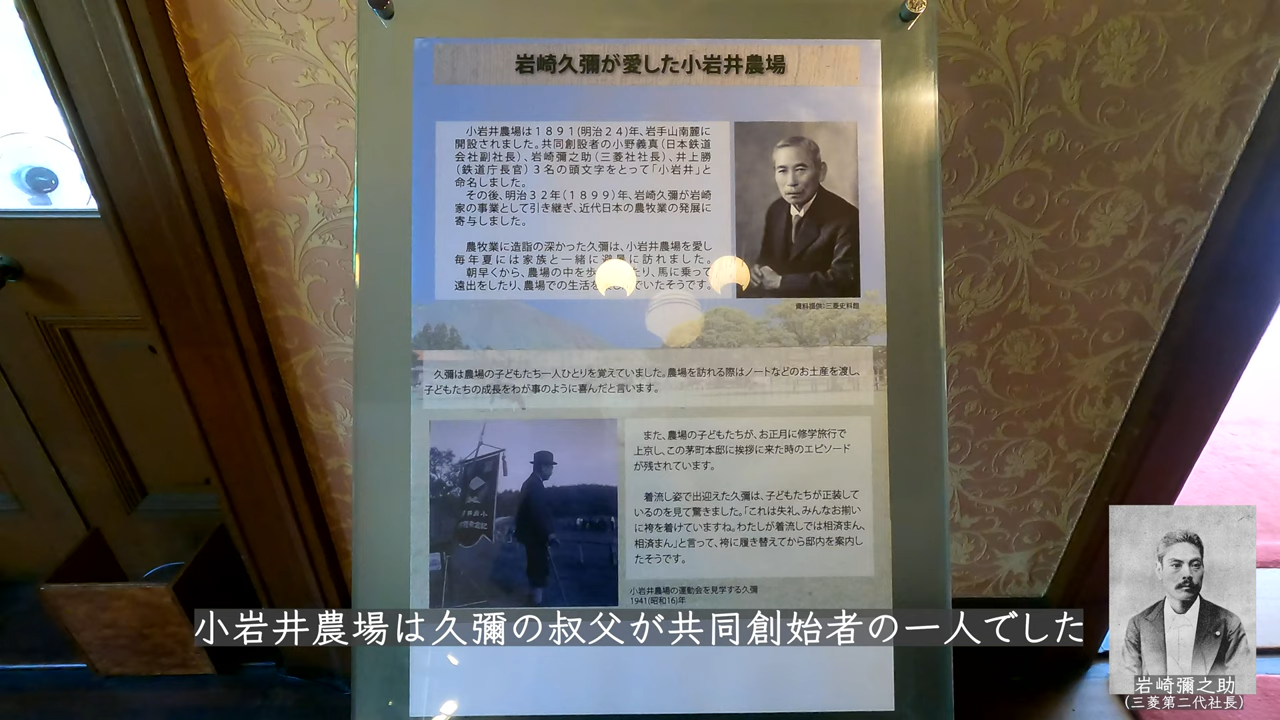 岩崎久彌が愛した小岩井農場
小岩井農場は1891(明治24)年、岩手山南麓に
開設されました。共同創設者の小野義真(日本鉄道
会社副社長)、岩崎彌之助(三菱社社長)、井上勝
(鉄道庁長官)3名の頭文字をとって「小岩井」と
命名しました。
その後、明治32年(1899)年、岩崎久彌が岩崎
家の事業として引き継ぎ、近代日本の農牧業の発展に
寄与しました。
農牧業に造詣の深かった久彌は、小岩井農場を愛し
毎年夏には家族と一緒に避暑に訪れました。
朝早くから、農場の中を歩 たり、馬に乗って
遠出をしたり、農場での生活を でいたそうです。
資料提供:三菱史料館
久彌は農場の子どもたち一人ひとりを覚えていました。農場を訪れる際はノートなどのお土産を渡し、
子どもたちの成長をわが事のように喜んだと言います。
また、農場の子どもたちが、お正月に修学旅行で
上京し、この茅町本邸に挨拶に来た時のエピソード
が残されています。
着流し姿で出迎えた久彌は、子どもたちが正装して
いるのを見て驚きました。「これは失礼、みんなお揃い
に袴を着けていますね。わたしが着流しでは相済まん、
相済まん」と言って、袴に履き替えてから邸内を案内し
たそうです。
小岩井農場の運動会を見学する久彌
1941(昭和16)年
小岩井農場は久彌の叔父が共同創始者の一人でした
岩崎彌之助
(三菱第二代社長)